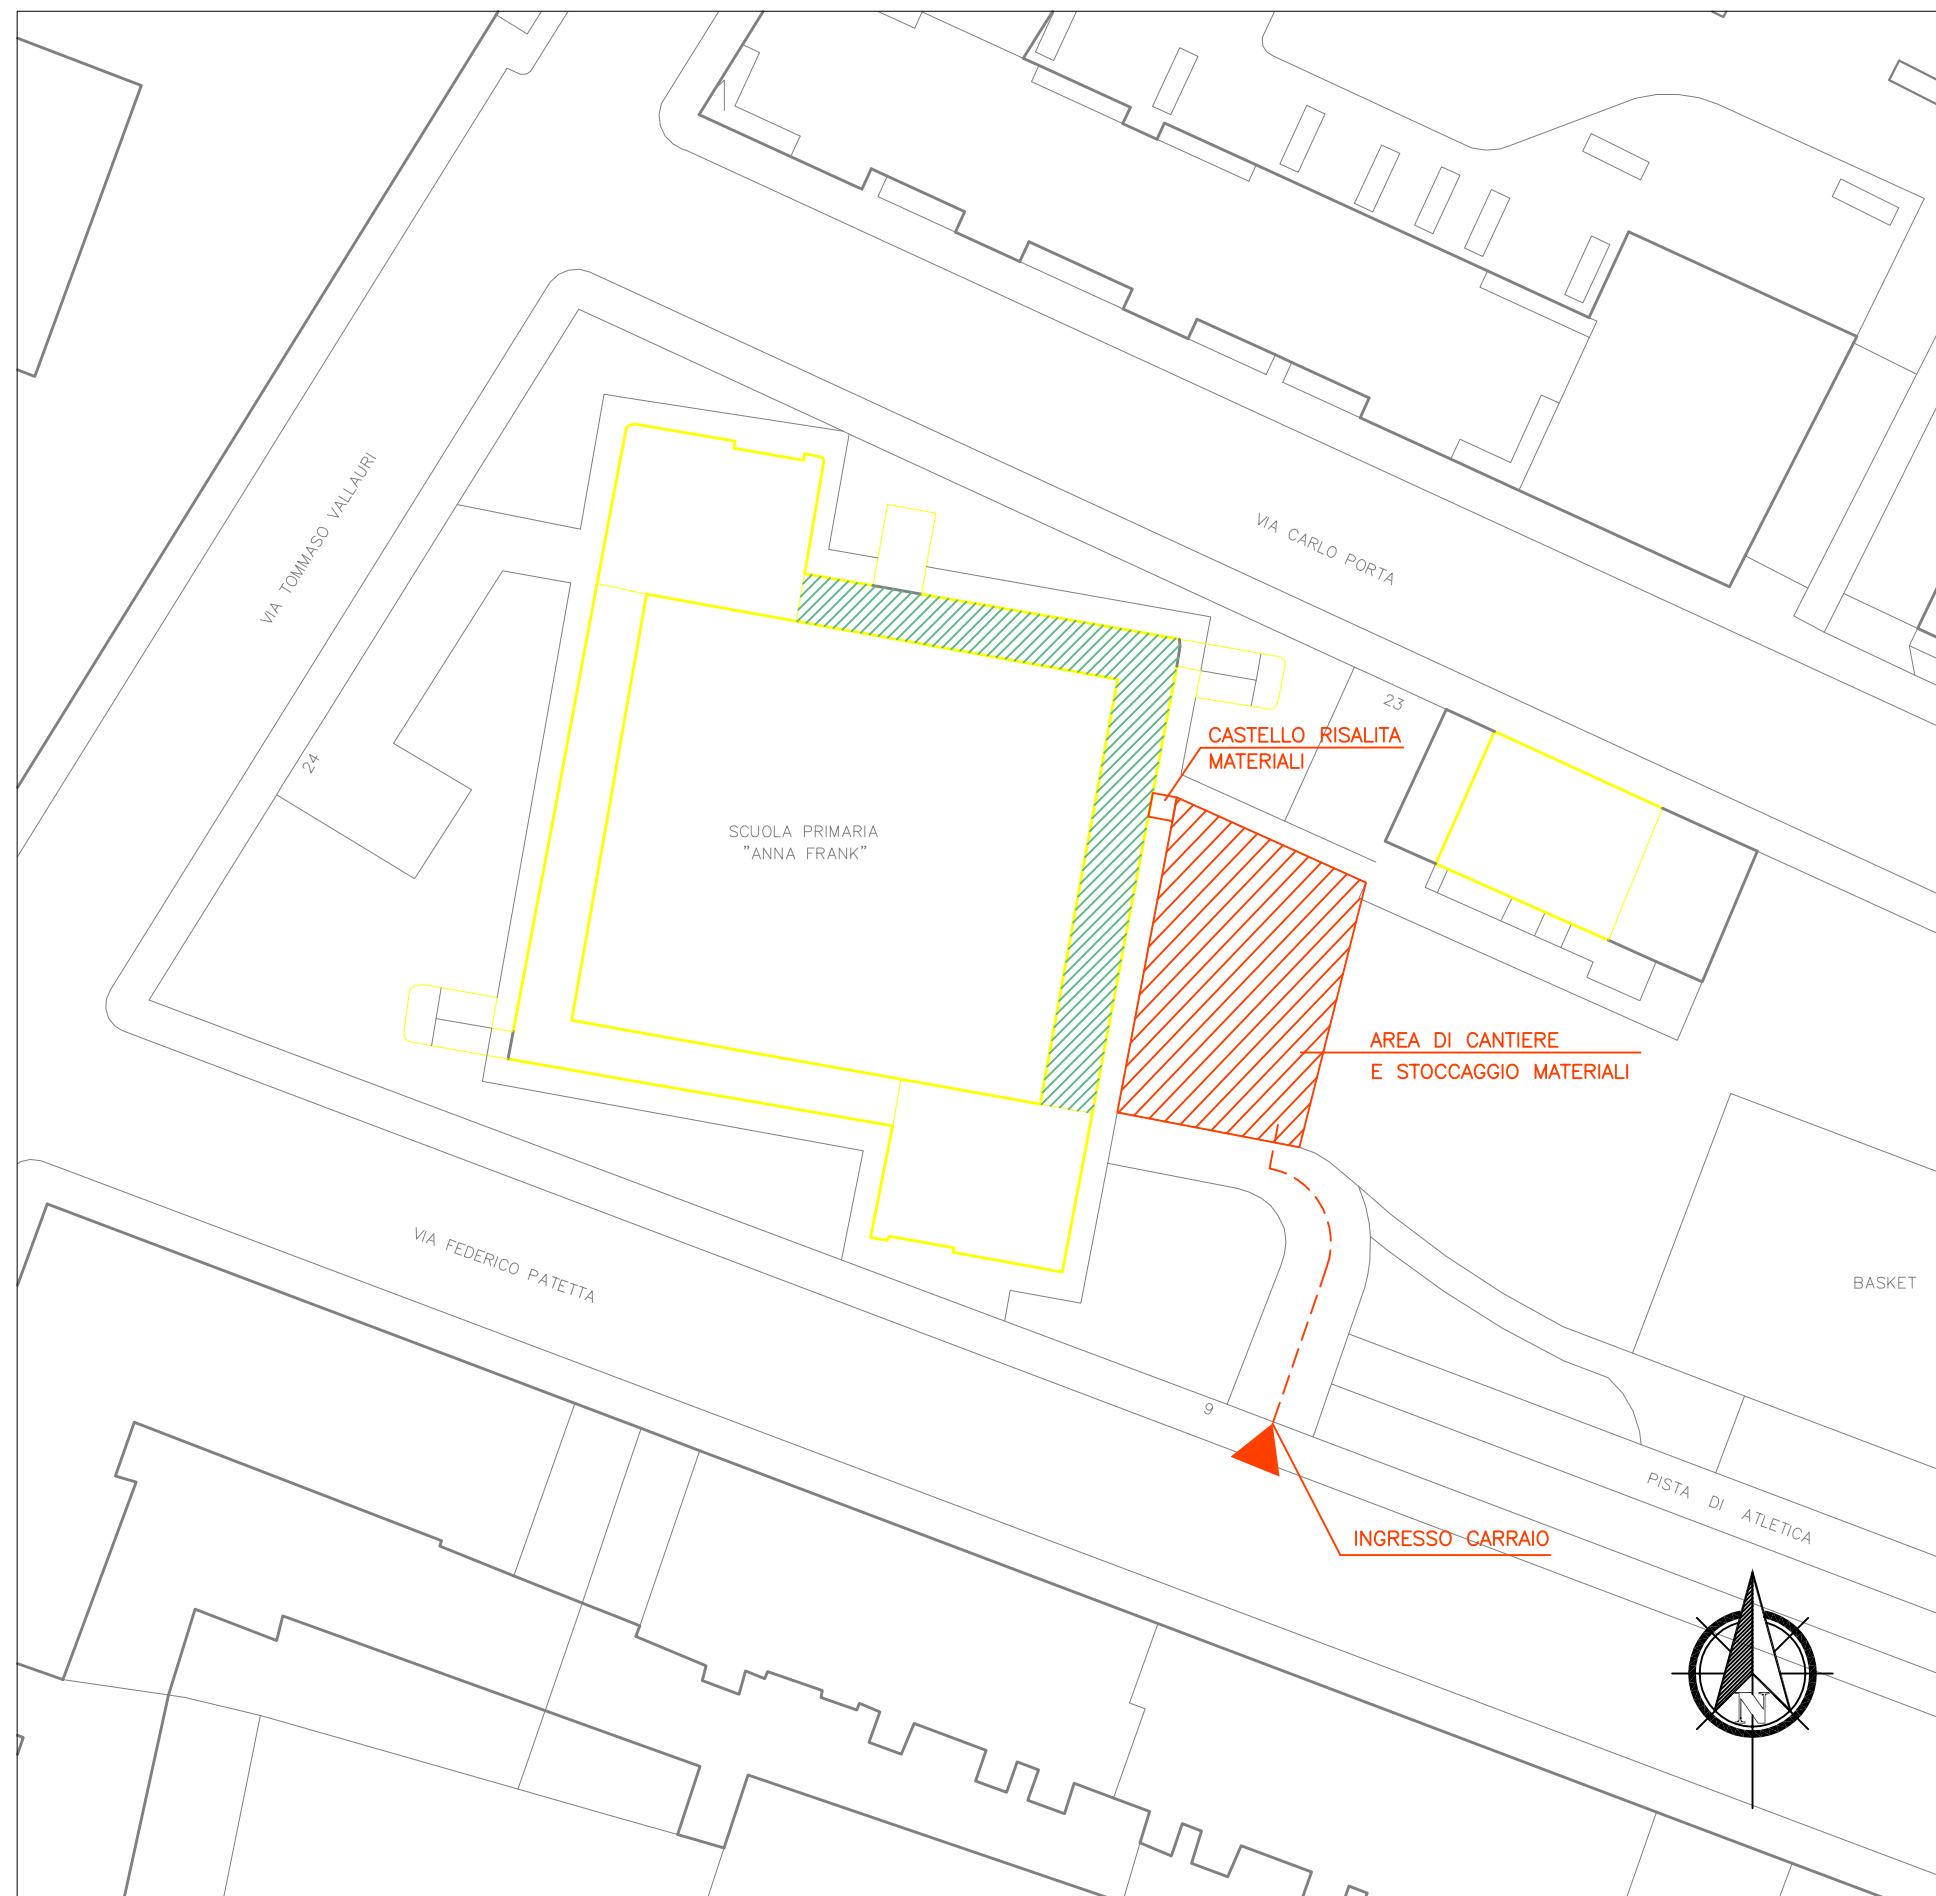 VIA TOMMASO VALLAURI
VIA CARLO PORTA
23
CASTELLO RISALITA
MATERIALI
24
SCUOLA PRIMARIA
"ANNA FRANK"
AREA DI CANTIERE
E STOCCAGGIO MATERIALI
VIA FEDERICO PATETTA
BASKET
9
PISTA DI ATLETICA
INGRESSO CARRAIO
N